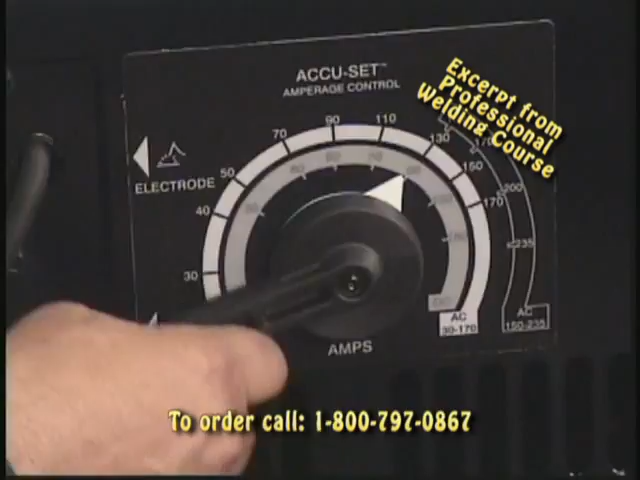 ACCU-SET™
AMPERAGE CONTROL
Excerpt from
Professional
Welding Course
ELECTRODE
30
40
50
70
90
110
130
150
170
170
200
235
AC
30-170
AC
150-235
AMPS
To order call: 1-800-797-0867